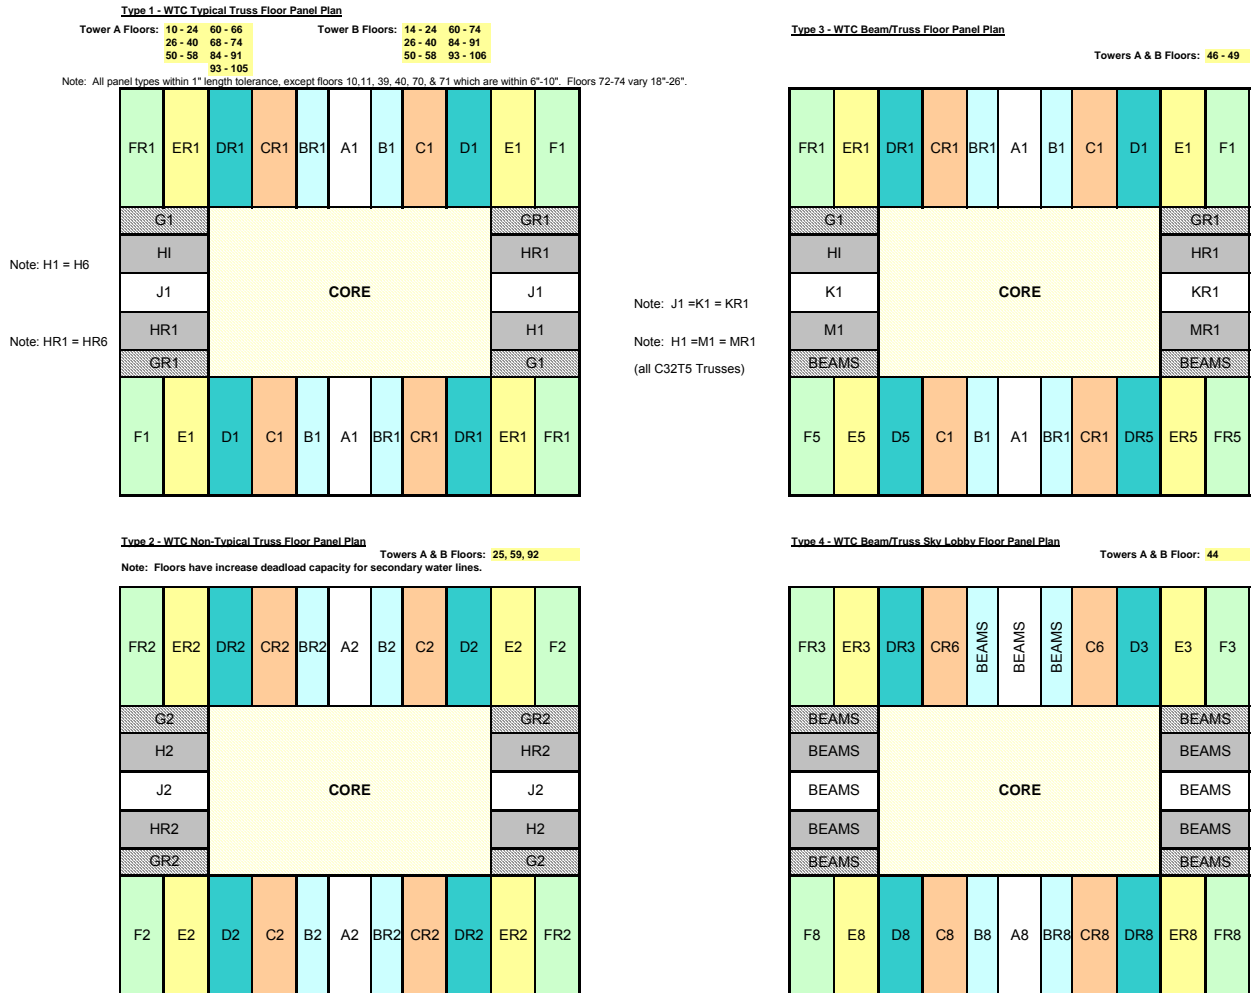 Type 1 - WTC Typical Truss Floor Panel Plan
Tower A Floors: 10 - 24 60 - 66 Tower B Floors: 14 - 24 60 - 74
26 - 40 68 - 74 26 - 40 84 - 91
50 - 58 84 - 91 50 - 58 93 - 106
93 - 105
Note: All panel types within 1" length tolerance, except floors 10,11, 39, 40, 70, & 71 which are within 6"-10". Floors 72-74 vary 18"-26".
FR1 ER1 DR1 CR1 BR1 A1 B1 C1 D1 E1 F1
G1 GR1
HI HR1
Note: H1 = H6
J1 CORE J1
HR1 H1
Note: HR1 = HR6
GR1 G1
F1 E1 D1 C1 B1 A1 BR1 CR1 DR1 ER1 FR1
Type 3 - WTC Beam/Truss Floor Panel Plan
Towers A & B Floors: 46 - 49
FR1 ER1 DR1 CR1 BR1 A1 B1 C1 D1 E1 F1
G1 GR1
HI HR1
K1 CORE KR1
Note: J1 =K1 = KR1
M1 MR1
Note: H1 =M1 = MR1
(all C32T5 Trusses)
BEAMS BEAMS
F5 E5 D5 C1 B1 A1 BR1 CR1 DR5 ER5 FR5
Type 2 - WTC Non-Typical Truss Floor Panel Plan
Towers A & B Floors: 25, 59, 92
Note: Floors have increase deadload capacity for secondary water lines.
FR2 ER2 DR2 CR2 BR2 A2 B2 C2 D2 E2 F2
G2 GR2
H2 HR2
J2 CORE J2
HR2 H2
GR2 G2
F2 E2 D2 C2 B2 A2 BR2 CR2 DR2 ER2 FR2
Type 4 - WTC Beam/Truss Sky Lobby Floor Panel Plan
Towers A & B Floor: 44
FR3 ER3 DR3 CR6 BEAMS BEAMS BEAMS C6 D3 E3 F3
BEAMS BEAMS
BEAMS BEAMS
BEAMS CORE BEAMS
BEAMS BEAMS
BEAMS BEAMS
F8 E8 D8 C8 B8 A8 BR8 CR8 DR8 ER8 FR8